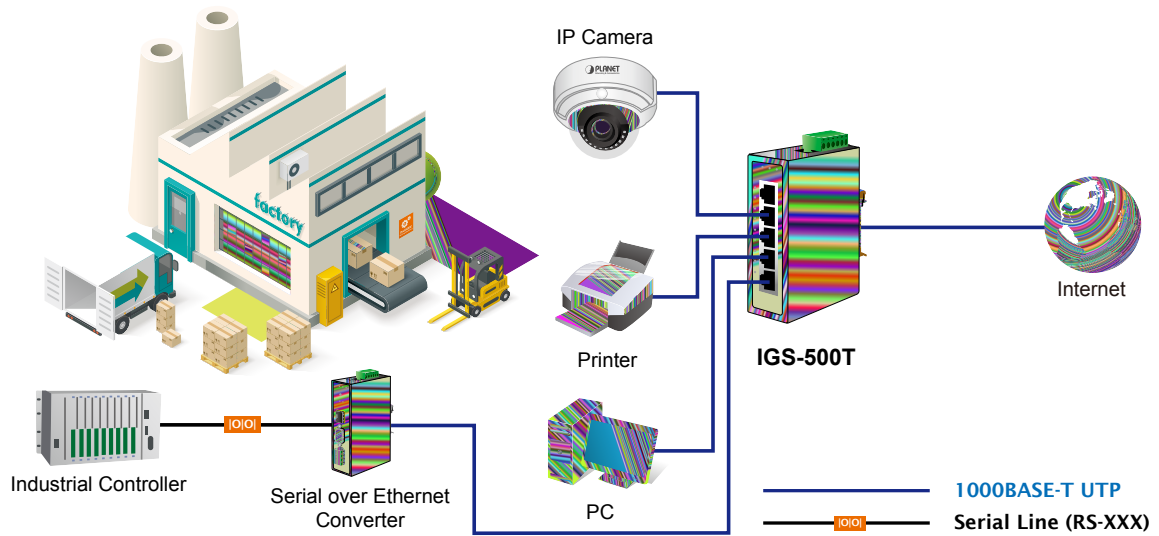 IP Camera
PLANET
factory
Internet
Printer
IGS-500T
|O|O|
Industrial Controller
Serial over Ethernet
Converter
PC
1000BASE-T UTP
|O|O|
Serial Line (RS-XXX)